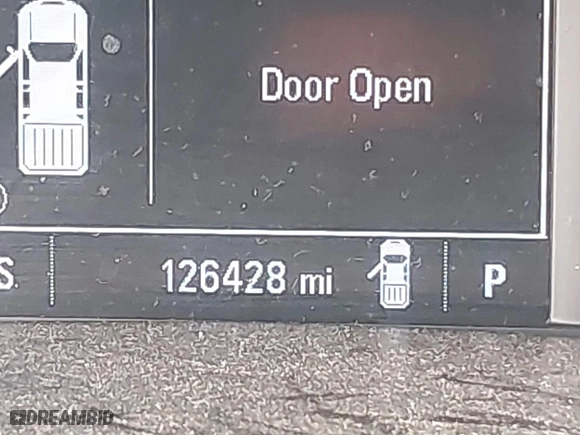 Door Open
S
126428 mi
P
DREAMBID